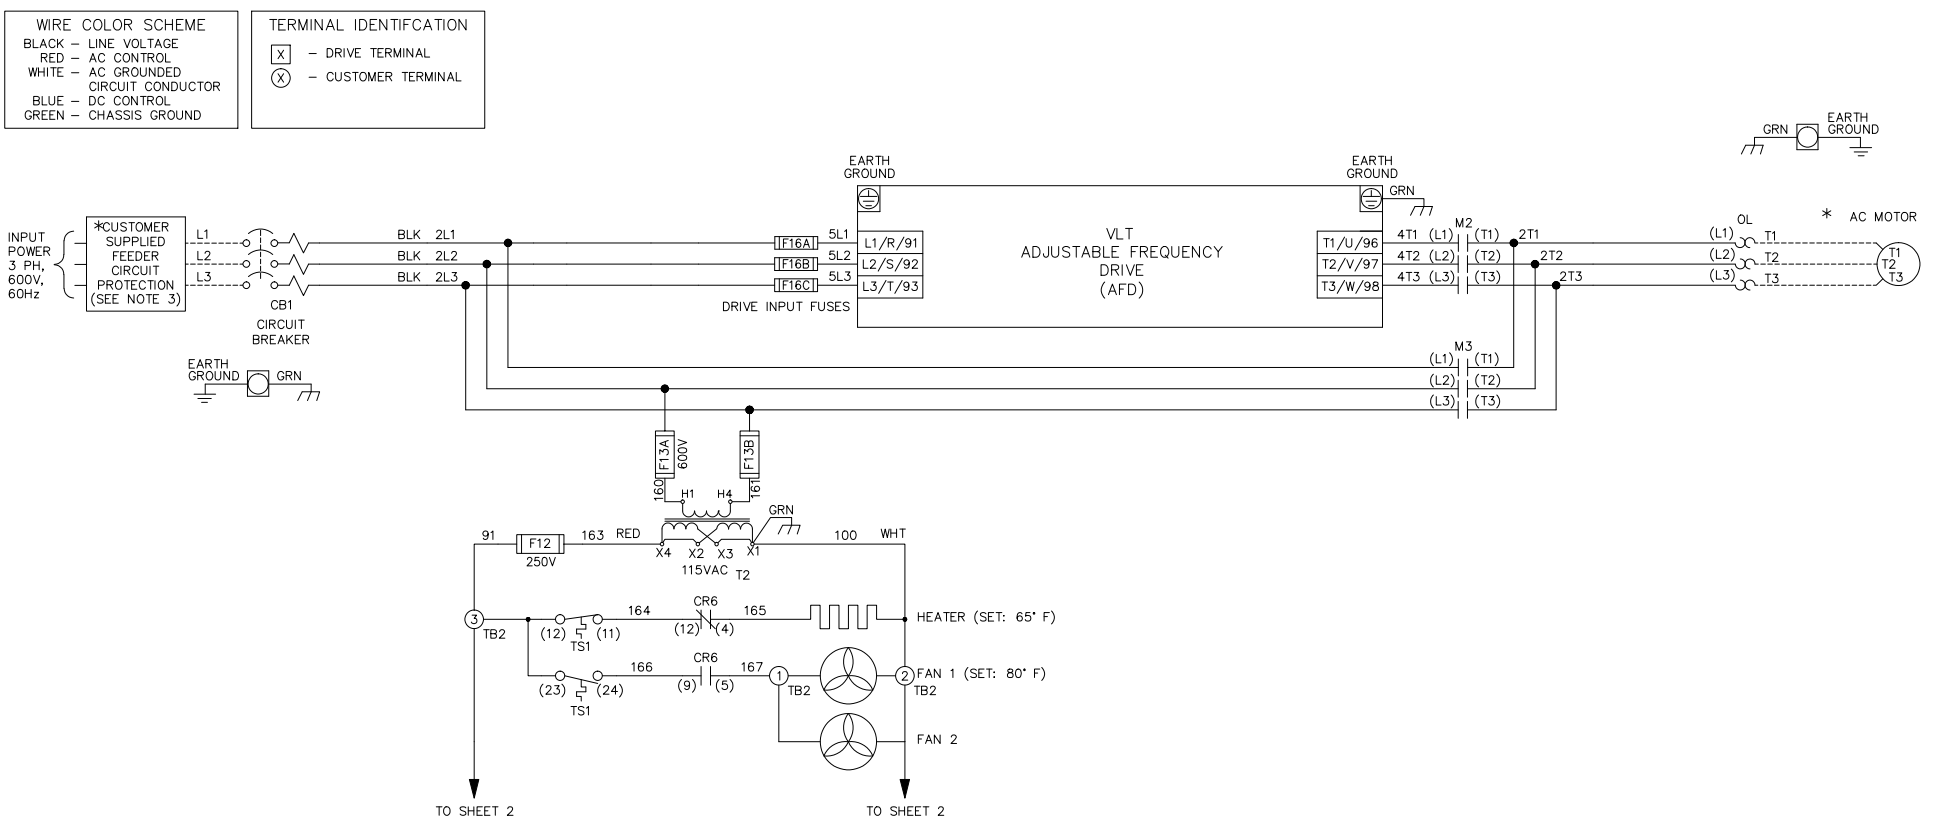 WIRE COLOR SCHEME
BLACK – LINE VOLTAGE
RED – AC CONTROL
WHITE – AC GROUNDED
CIRCUIT CONDUCTOR
BLUE – DC CONTROL
GREEN – CHASSIS GROUND
TERMINAL IDENTIFCATION
X – DRIVE TERMINAL
X – CUSTOMER TERMINAL
GRN
EARTH
GROUND
EARTH
GROUND
EARTH
GROUND
GRN
INPUT
POWER
3 PH,
600V,
60Hz
*CUSTOMER
SUPPLIED
FEEDER
CIRCUIT
PROTECTION
(SEE NOTE 3)
L1
L2
L3
CB1
CIRCUIT
BREAKER
BLK 2L1
BLK 2L2
BLK 2L3
F16A
F16B
F16C
DRIVE INPUT FUSES
5L1
5L2
5L3
L1/R/91
L2/S/92
L3/T/93
VLT
ADJUSTABLE FREQUENCY
DRIVE
(AFD)
T1/U/96
T2/V/97
T3/W/98
M2
4T1 (L1) (T1) 2T1
4T2 (L2) (T2) 2T2
4T3 (L3) (T3) 2T3
OL
(L1) T1
(L2) T2
(L3) T3
* AC MOTOR
T1
T2
T3
EARTH
GROUND
GRN
M3
(L1) (T1)
(L2) (T2)
(L3) (T3)
F13A
600V
F13B
160
161
H1 H4
GRN
91
F12
250V
163 RED
X4 X2 X3 X1
115VAC T2
100 WHT
3
TB2
(12) (11)
TS1
164
CR6
(12) (4)
165
HEATER (SET: 65° F)
(23) (24)
TS1
166
CR6
(9) (5)
167
1
TB2
2
TB2
FAN 1 (SET: 80° F)
FAN 2
TO SHEET 2
TO SHEET 2